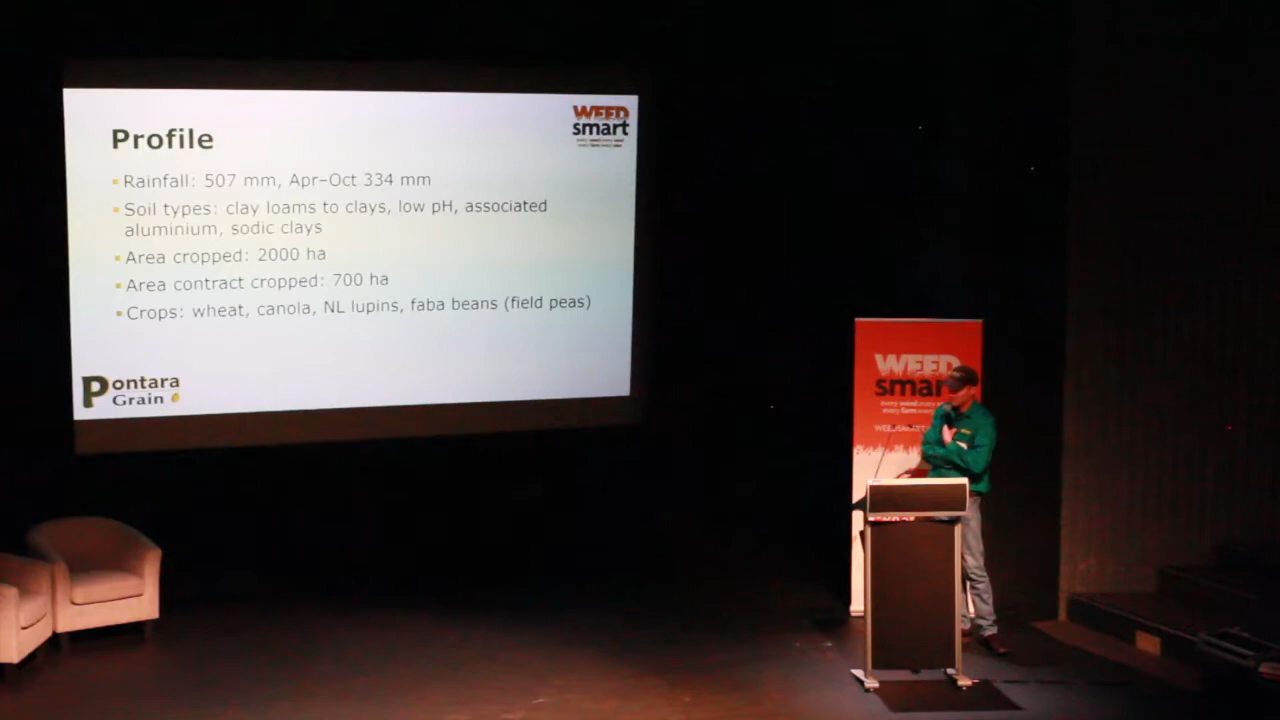 WEED
smart
Profile
Rainfall: 507 mm, Apr–Oct 334 mm
Soil types: clay loams to clays, low pH, associated
aluminium, sodic clays
Area cropped: 2000 ha
Area contract cropped: 700 ha
Crops: wheat, canola, NL lupins, faba beans (field peas)
Pontara
Grain
WEED
smart